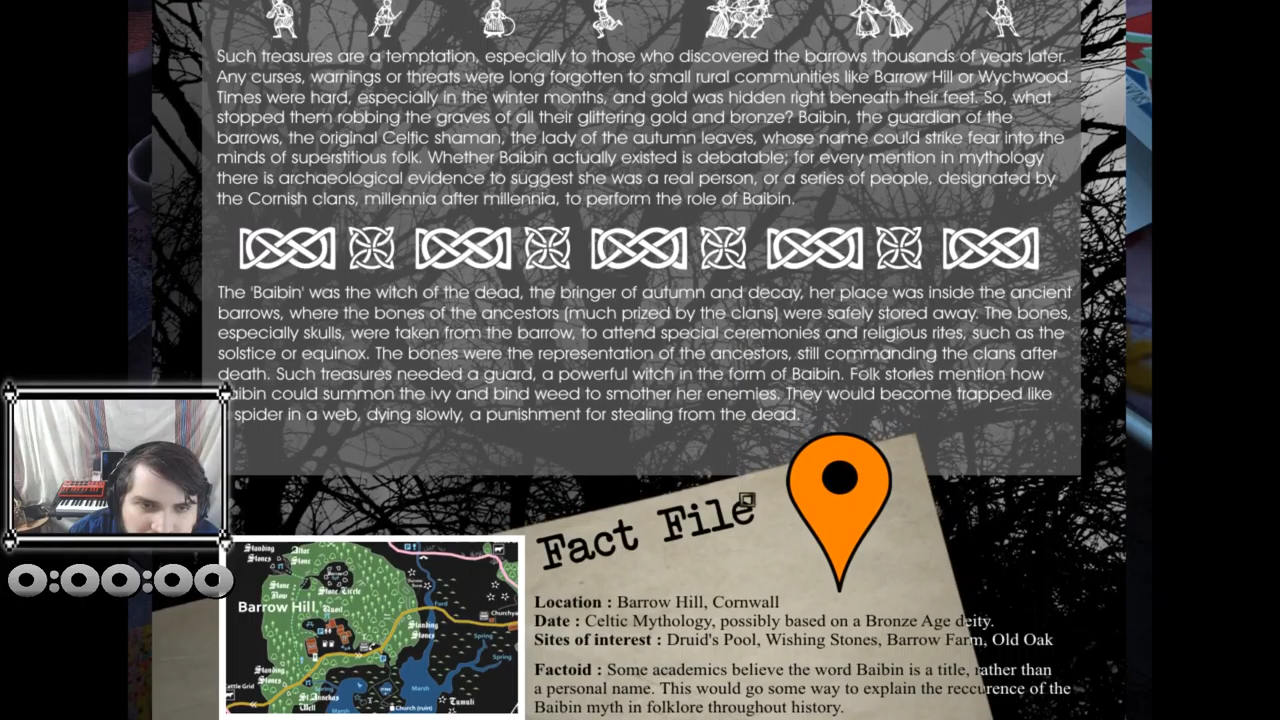 Such treasures are a temptation, especially to those who discovered the barrows thousands of years later.
Any curses, warnings or threats were long forgotten to small rural communities like Barrow Hill or Wychwood.
Times were hard, especially in the winter months, and gold was hidden right beneath their feet. So, what
stopped them robbing the graves of all their glittering gold and bronze? Baibin, the guardian of the
barrows, the original Celtic shaman, the lady of the autumn leaves, whose name could strike fear into the
minds of superstitious folk. Whether Baibin actually existed is debatable; for every mention in mythology
there is archaeological evidence to suggest she was a real person, or a series of people, designated by
the Cornish clans, millennia after millennia, to perform the role of Baibin.
The 'Baibin' was the witch of the dead, the bringer of autumn and decay, her place was inside the ancient
barrows, where the bones of the ancestors (much prized by the clans) were safely stored away. The bones,
especially skulls, were taken from the barrow, to attend special ceremonies and religious rites, such as the
solstice or equinox. The bones were the representation of the ancestors, still commanding the clans after
death. Such treasures needed a guard, a powerful witch in the form of Baibin. Folk stories mention how
aibin could summon the ivy and bind weed to smother her enemies. They would become trapped like
spider in a web, dying slowly, a punishment for stealing from the dead.
Fact File
0:00:00
Standing
Stones
Altar
Stone
Stone
Row
Stone Circle
Barrow Hill
Ford
Churchya
Standing
Stones
Spring
Spring
Standing
Stones
Cattle Grid
Spring
St Annakas
Well
Marsh
Marsh
Church (ruin)
Tumuli
Location : Barrow Hill, Cornwall
Date : Celtic Mythology, possibly based on a Bronze Age deity.
Sites of interest : Druid's Pool, Wishing Stones, Barrow Farm, Old Oak
Factoid : Some academics believe the word Baibin is a title, rather than
a personal name. This would go some way to explain the reccurence of the
Baibin myth in folklore throughout history.